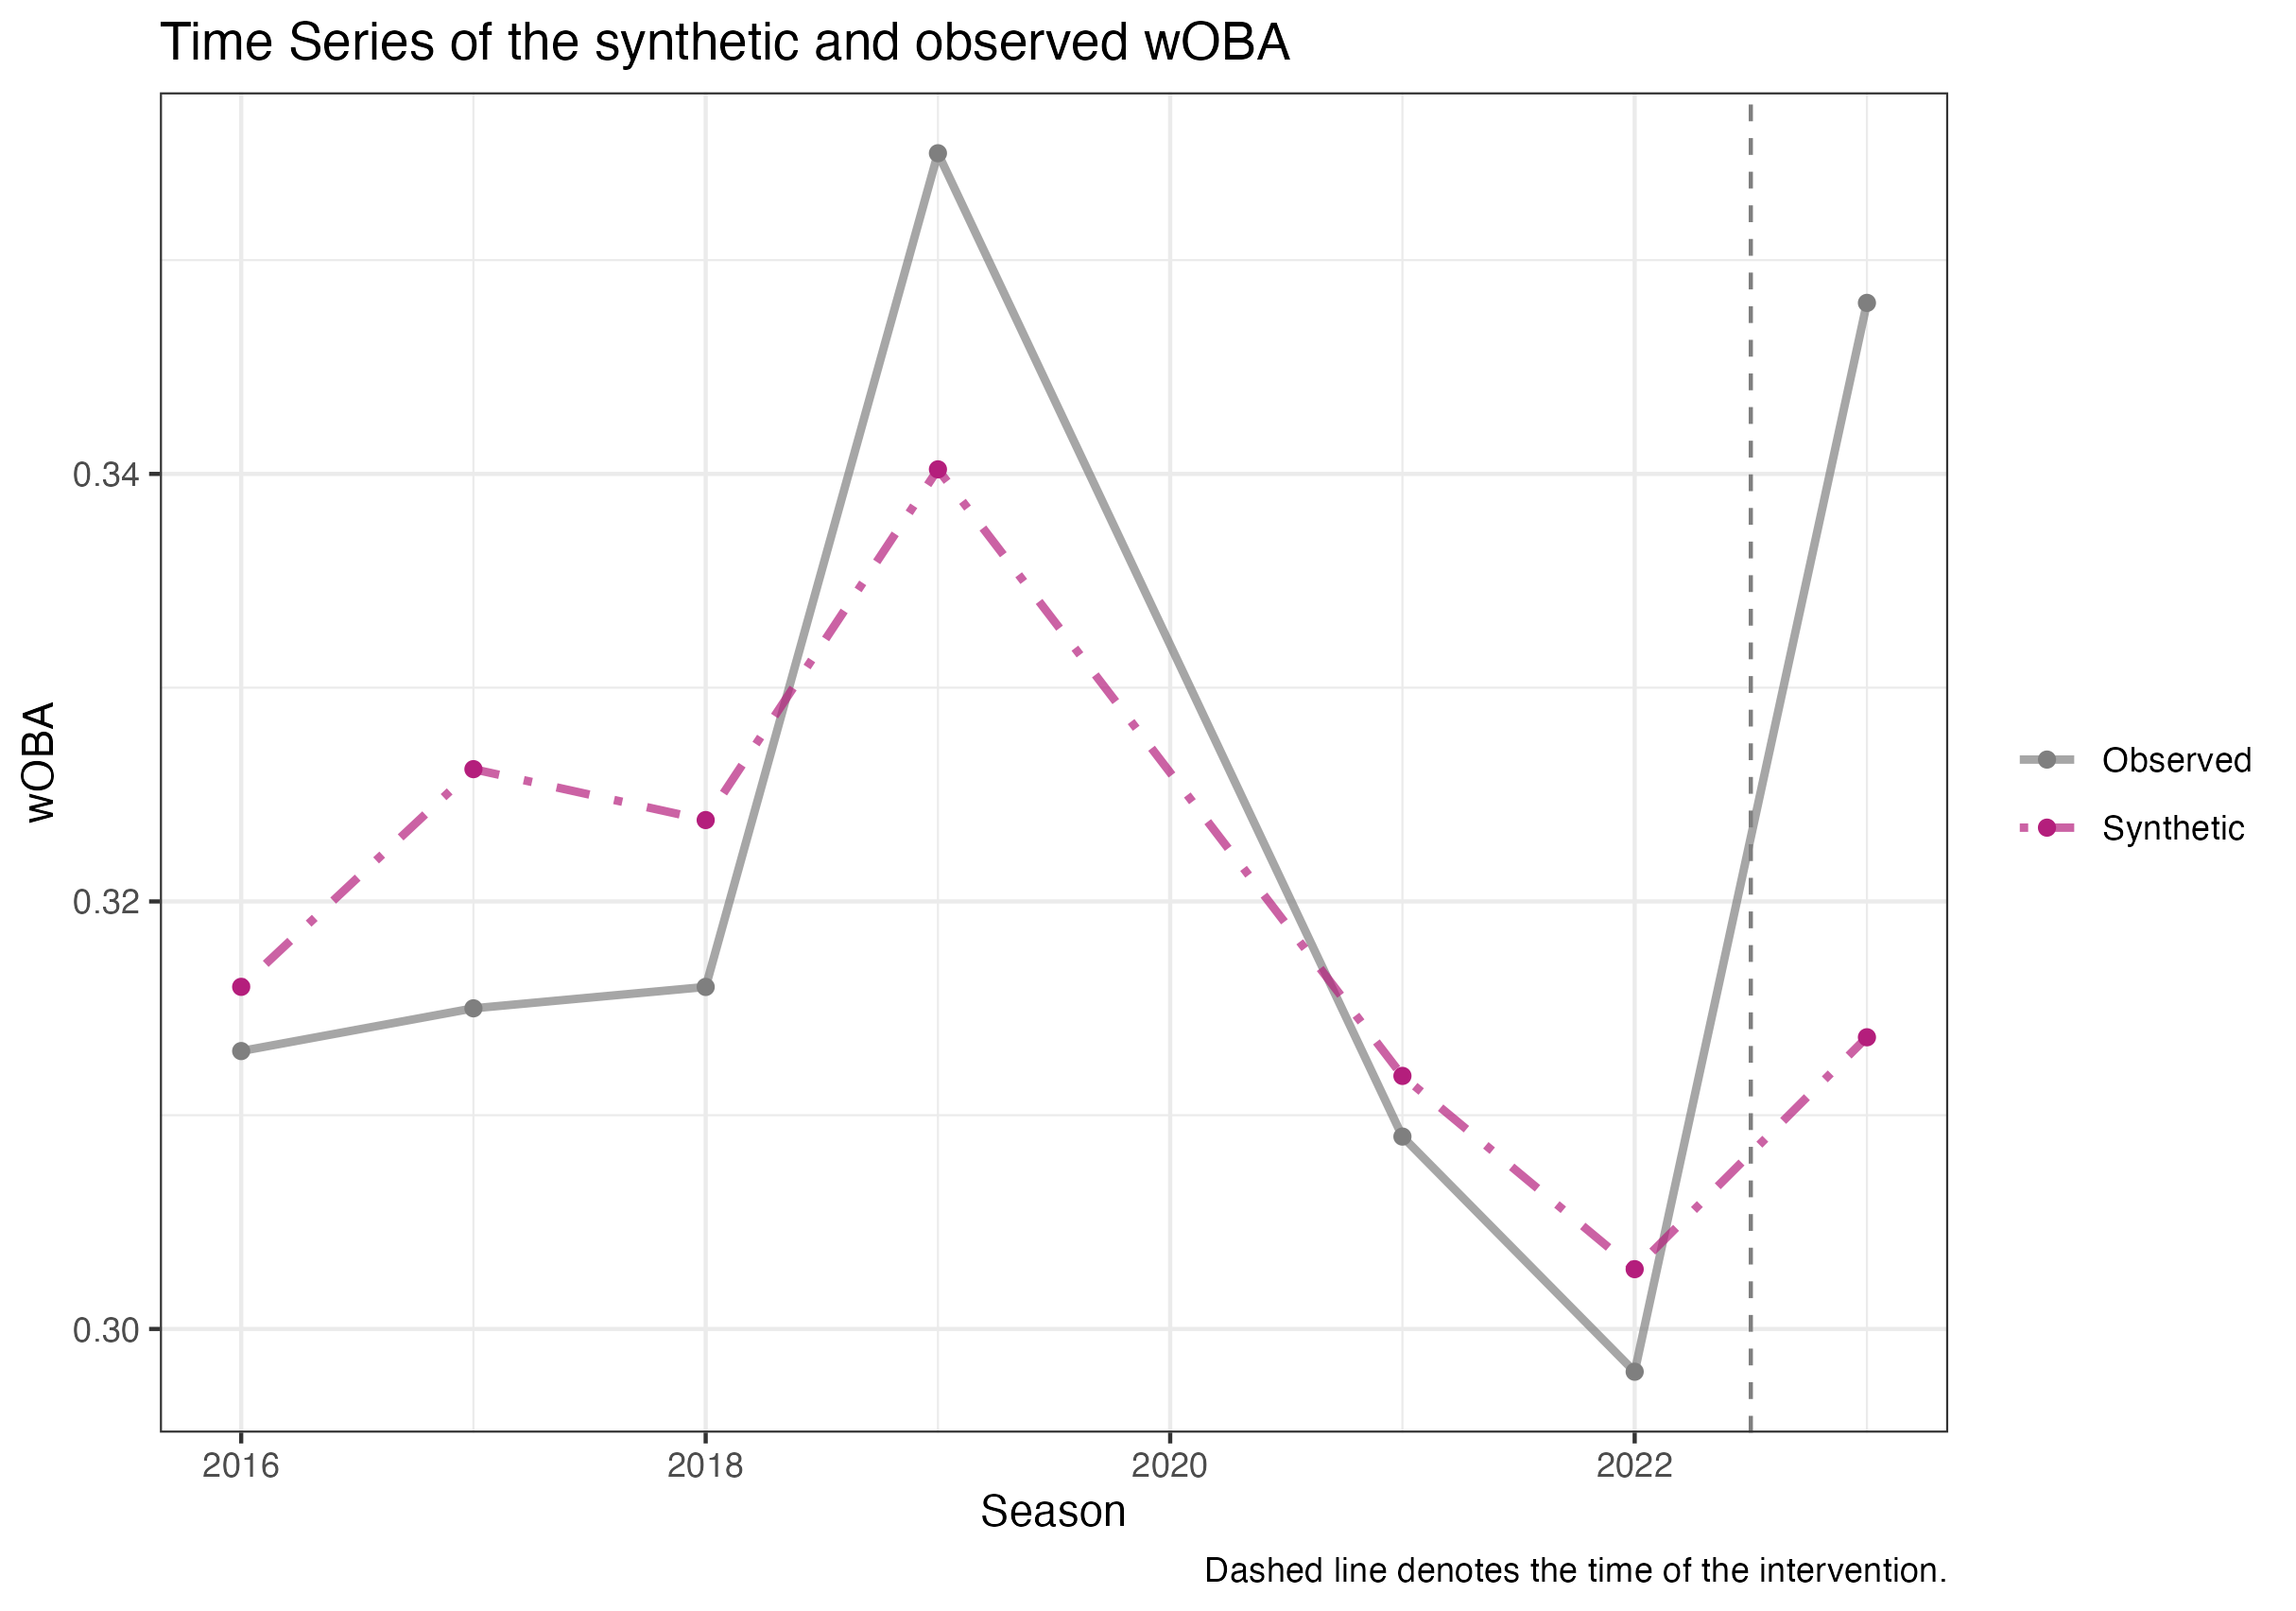 Time Series of the synthetic and observed wOBA
wOBA
0.34
0.32
0.30
2016 2018 2020 2022
Season
Observed
Synthetic
Dashed line denotes the time of the intervention.